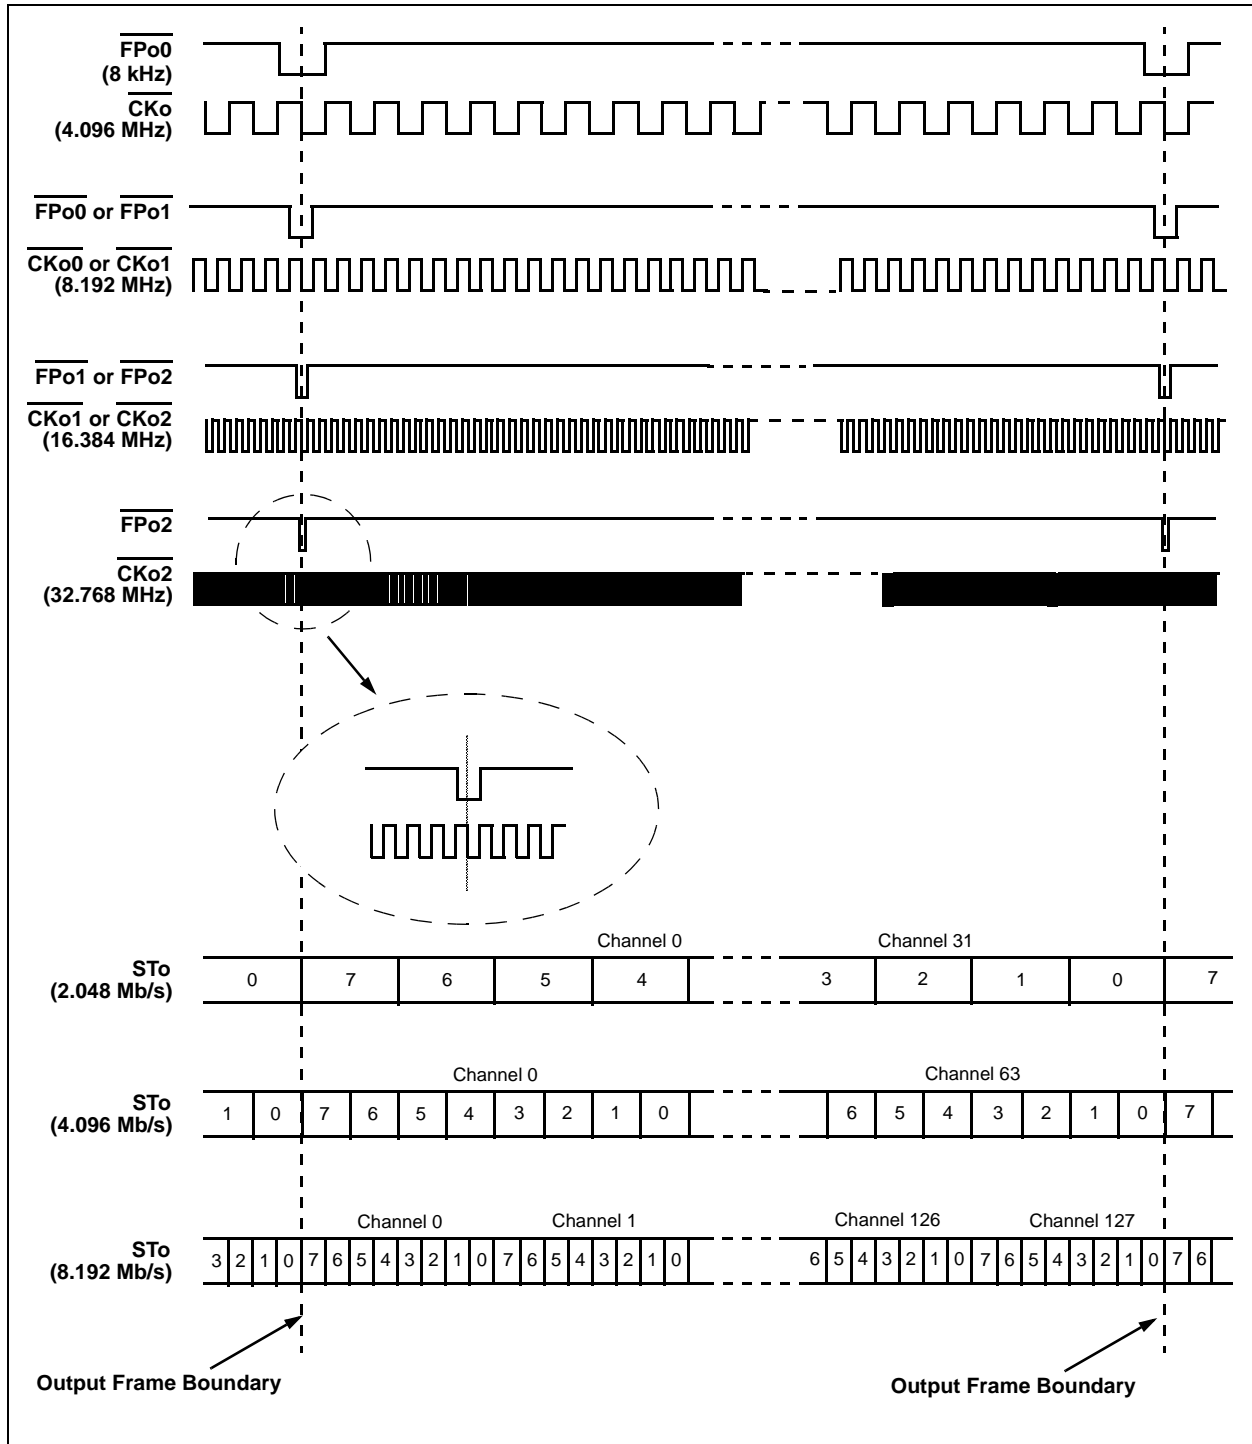 FPo0
(8 kHz)
CKo
(4.096 MHz)
FPo0 or FPo1
CKo0 or CKo1
(8.192 MHz)
FPo1 or FPo2
CKo1 or CKo2
(16.384 MHz)
FPo2
CKo2
(32.768 MHz)
Channel 0 Channel 31
STo
(2.048 Mb/s)
0 7 6 5 4 3 2 1 0 7
Channel 0 Channel 63
STo
(4.096 Mb/s)
1 0 7 6 5 4 3 2 1 0 6 5 4 3 2 1 0 7
Channel 0 Channel 1 Channel 126 Channel 127
STo
(8.192 Mb/s)
3 2 1 0 7 6 5 4 3 2 1 0 7 6 5 4 3 2 1 0 6 5 4 3 2 1 0 7 6 5 4 3 2 1 0 7 6
Output Frame Boundary
Output Frame Boundary